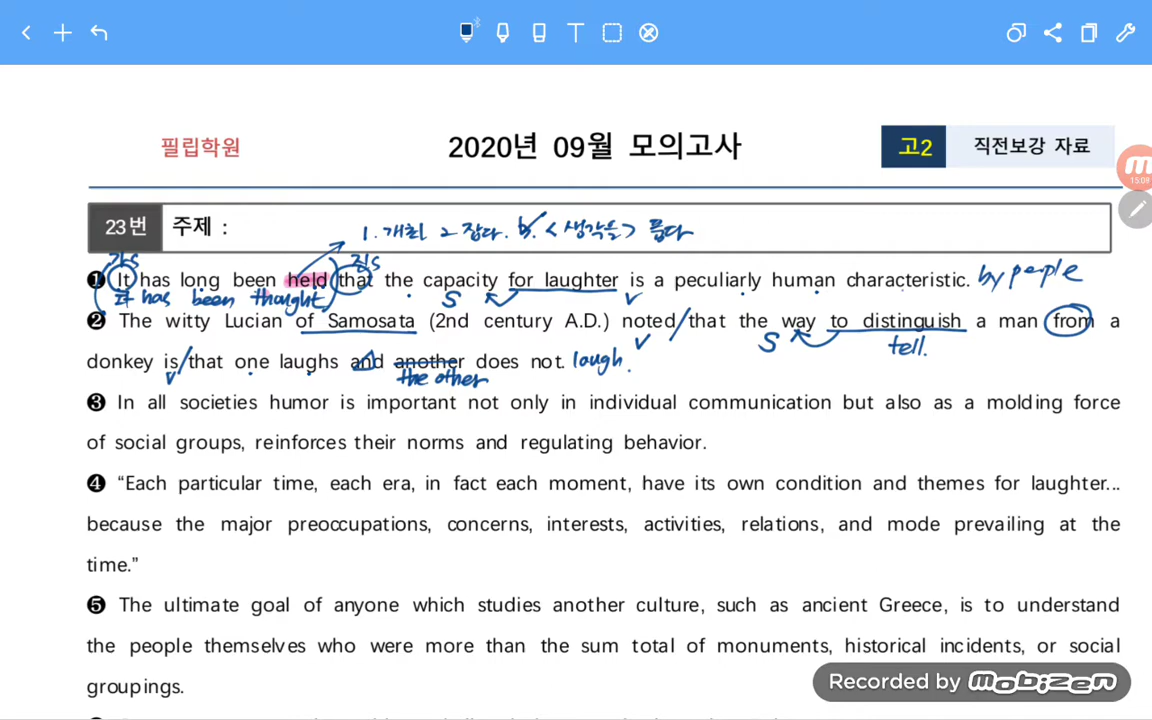 필립학원
2020년 09월 모의고사
고2
직전보강 자료
15:08
23번
주제 :
1. 개최 2. 잡다. < 생각을 > 품다
❶ It has long been held that the capacity for laughter is a peculiarly human characteristic. by people
It has been thought
S
❷ The witty Lucian of Samosata (2nd century A.D.) noted/that the way to distinguish a man from a
S
tell.
donkey is/that one laughs and another does not. laugh.
the other
❸ In all societies humor is important not only in individual communication but also as a molding force
of social groups, reinforces their norms and regulating behavior.
❹ “Each particular time, each era, in fact each moment, have its own condition and themes for laughter...
because the major preoccupations, concerns, interests, activities, relations, and mode prevailing at the
time.”
❺ The ultimate goal of anyone which studies another culture, such as ancient Greece, is to understand
the people themselves who were more than the sum total of monuments, historical incidents, or social
groupings.
Recorded by mobizen